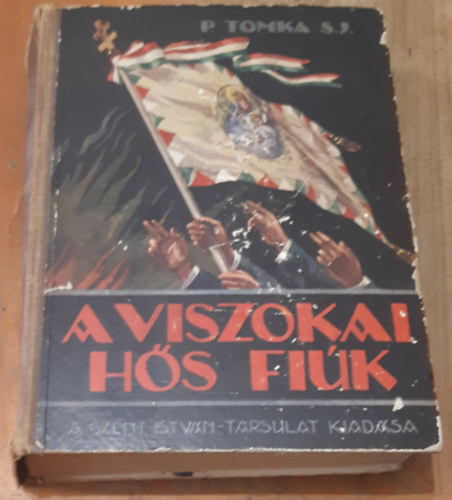 P. TOMKA S.J.
A VISZOKAI
HŐS FIÚK
A SZENT ISTVÁN-TÁRSULAT KIADÁSA